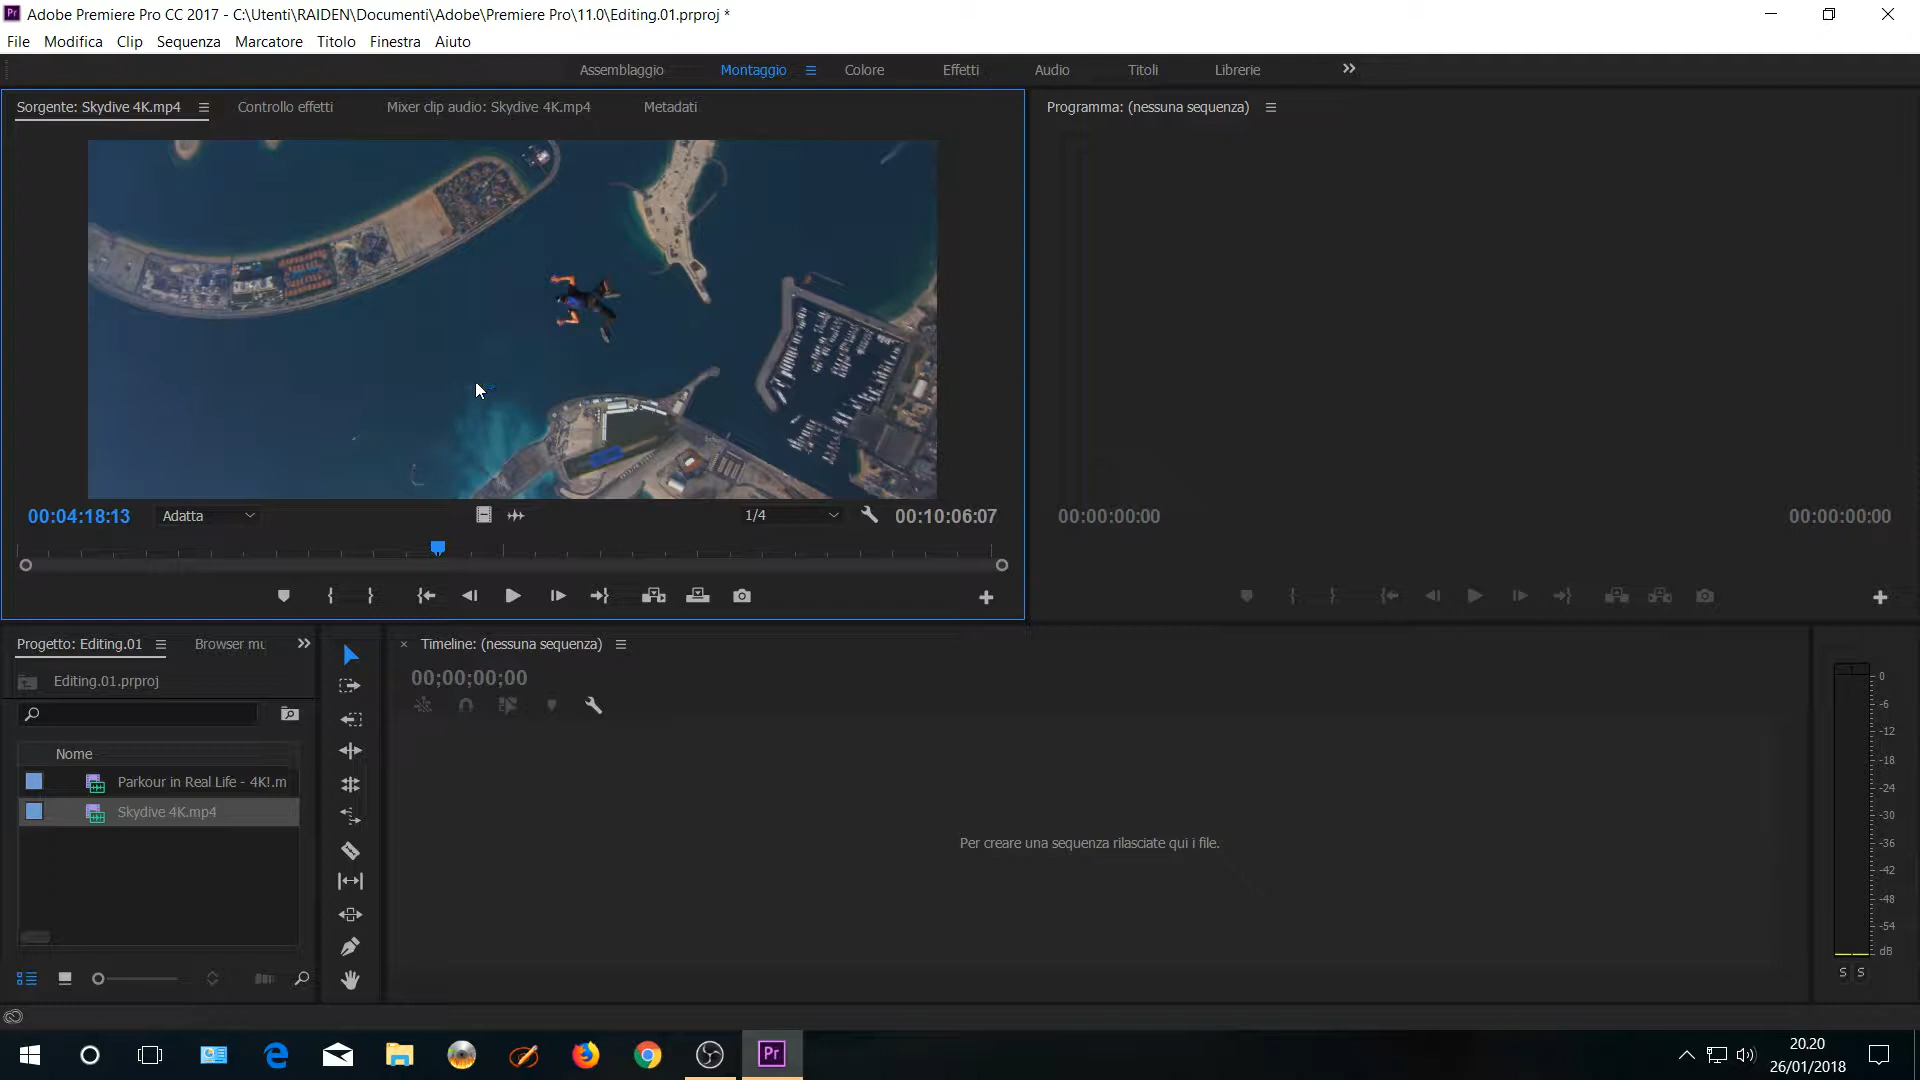 Adobe Premiere Pro CC 2017 - C:\Utenti\RAIDEN\Documenti\Adobe\Premiere Pro\11.0\Editing.01.prproj *
File Modifica Clip Sequenza Marcatore Titolo Finestra Aiuto
Assemblaggio Montaggio Colore Effetti Audio Titoli Librerie
Sorgente: Skydive 4K.mp4 Controllo effetti Mixer clip audio: Skydive 4K.mp4 Metadati
Programma: (nessuna sequenza)
00:04:18:13 Adatta 1/4 00:10:06:07
00:00:00:00 00:00:00:00
Progetto: Editing.01 Browser mu
Timeline: (nessuna sequenza)
Editing.01.prproj
00;00;00;00
Nome
Parkour in Real Life - 4K!.m
Skydive 4K.mp4
Per creare una sequenza rilasciate qui i file.
0
-6
-12
-18
-24
-30
-36
-42
-48
-54
dB
S S
Pr
20.20
26/01/2018